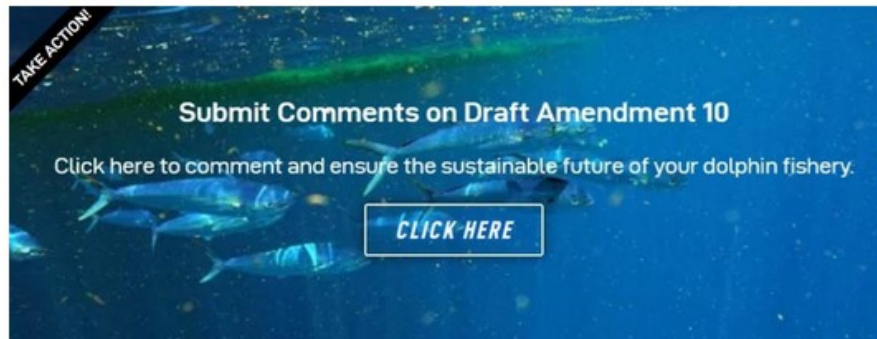 TAKE ACTION!
Submit Comments on Draft Amendment 10
Click here to comment and ensure the sustainable future of your dolphin fishery.
CLICK HERE